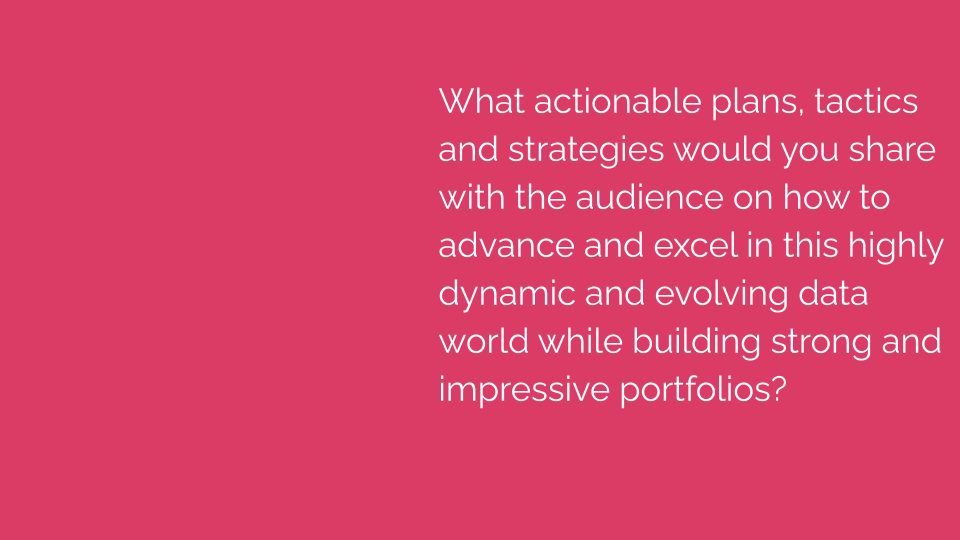 What actionable plans, tactics
and strategies would you share
with the audience on how to
advance and excel in this highly
dynamic and evolving data
world while building strong and
impressive portfolios?